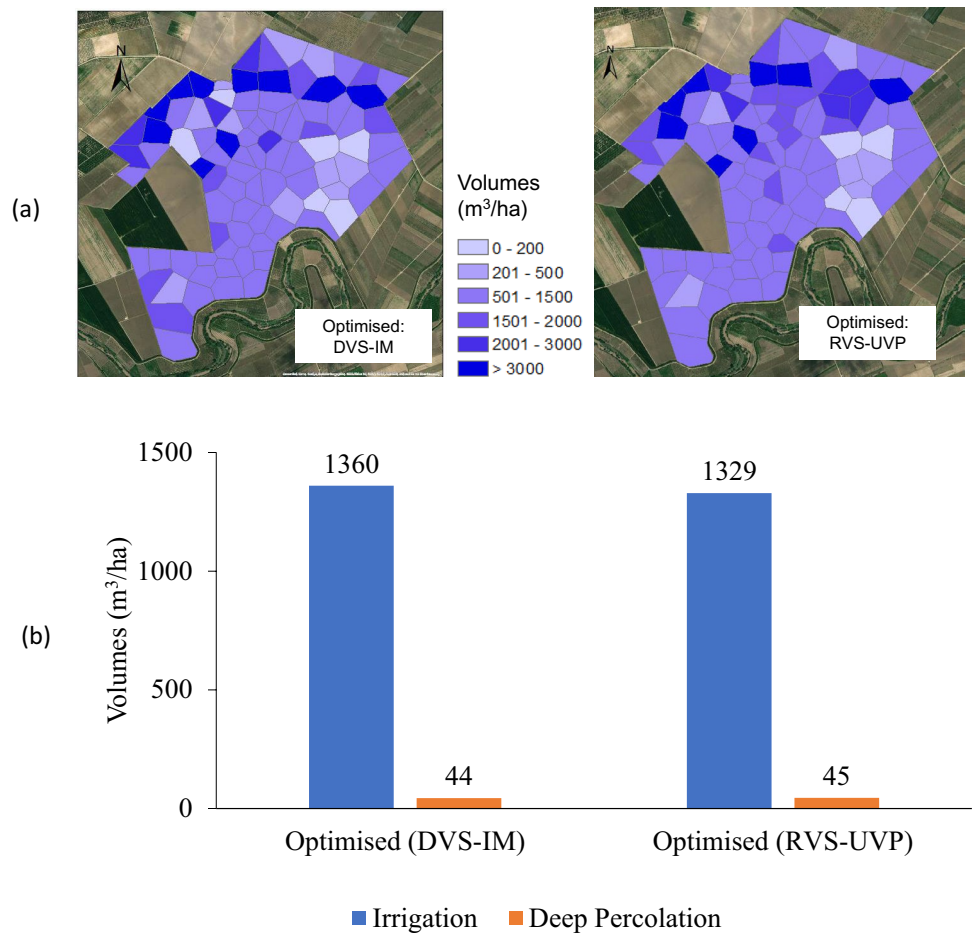 (a)
N
Optimised:
DVS-IM
Volumes
(m³/ha)
0 - 200
201 - 500
501 - 1500
1501 - 2000
2001 - 3000
> 3000
N
Optimised:
RVS-UVP
(b)
Volumes (m³/ha)
1500
1000
500
0
1360
44
1329
45
Optimised (DVS-IM)
Optimised (RVS-UVP)
Irrigation
Deep Percolation